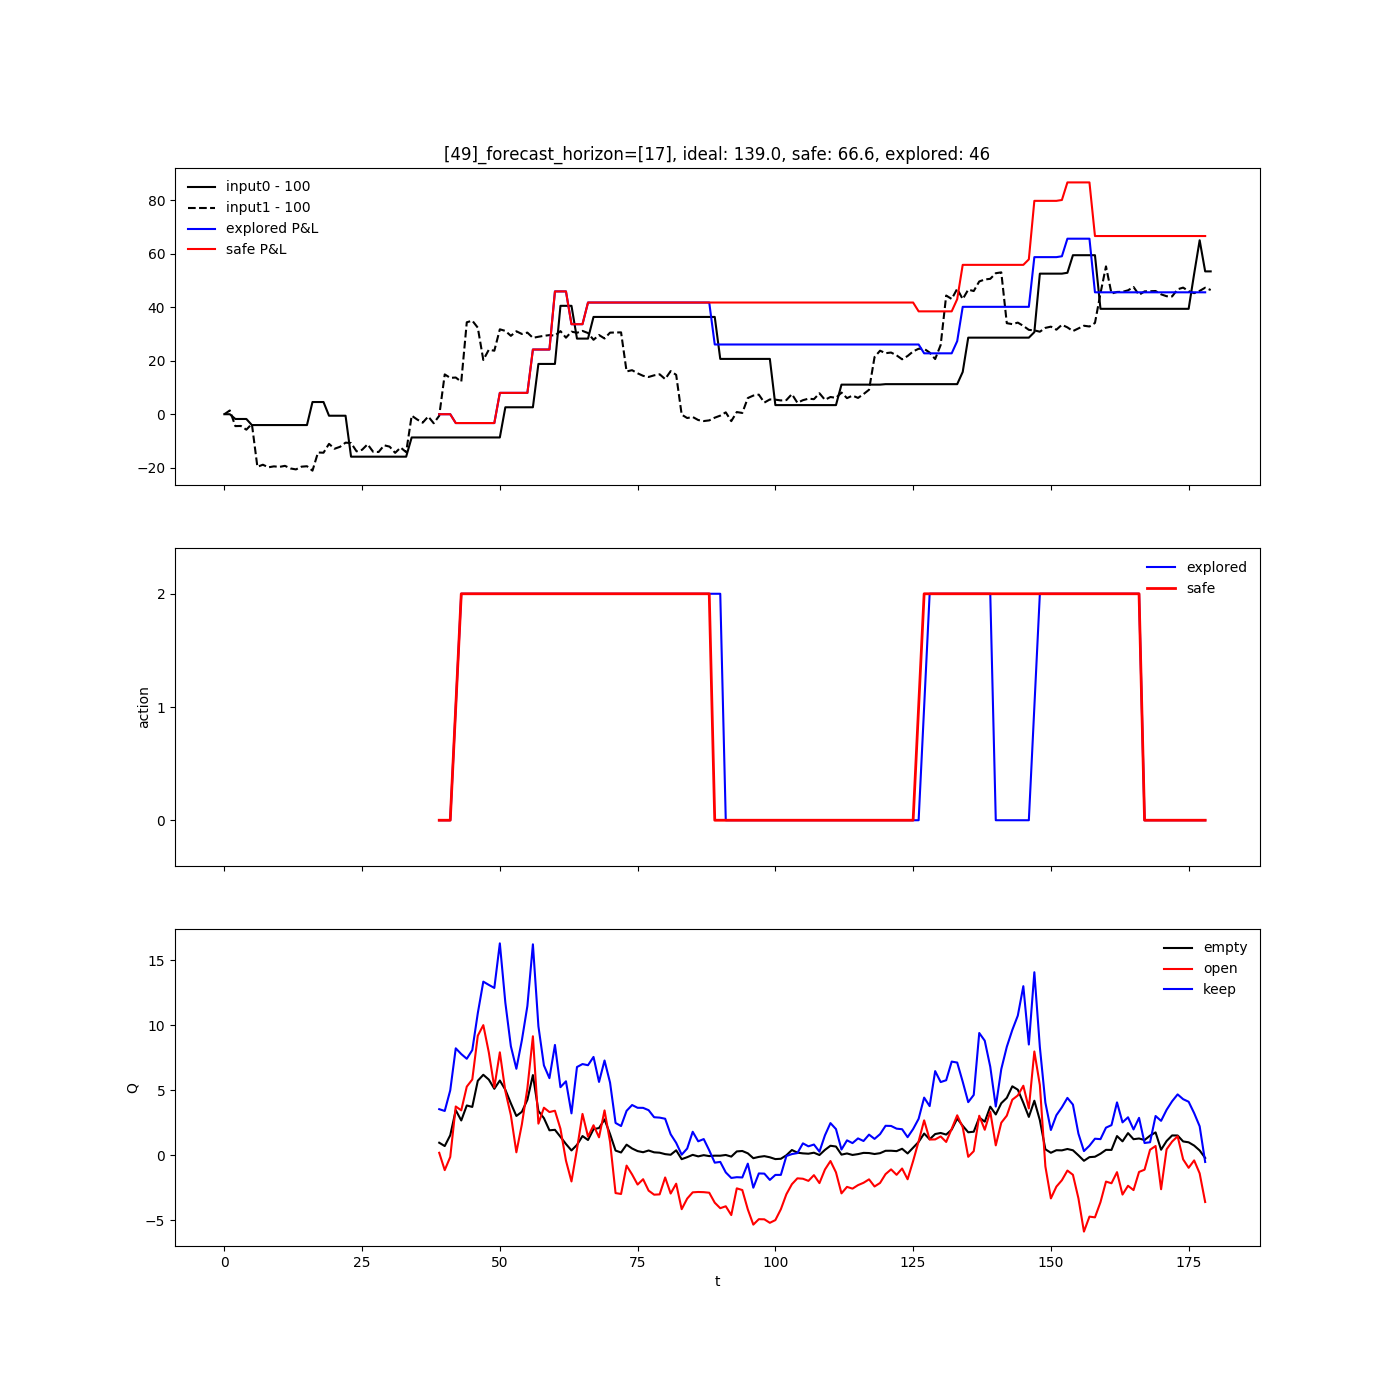 [49]_forecast_horizon=[17], ideal: 139.0, safe: 66.6, explored: 46
input0 - 100
input1 - 100
explored P&L
safe P&L
80
60
40
20
0
−20
explored
safe
2
1
0
action
empty
open
keep
15
10
5
0
−5
Q
0 25 50 75 100 125 150 175
t